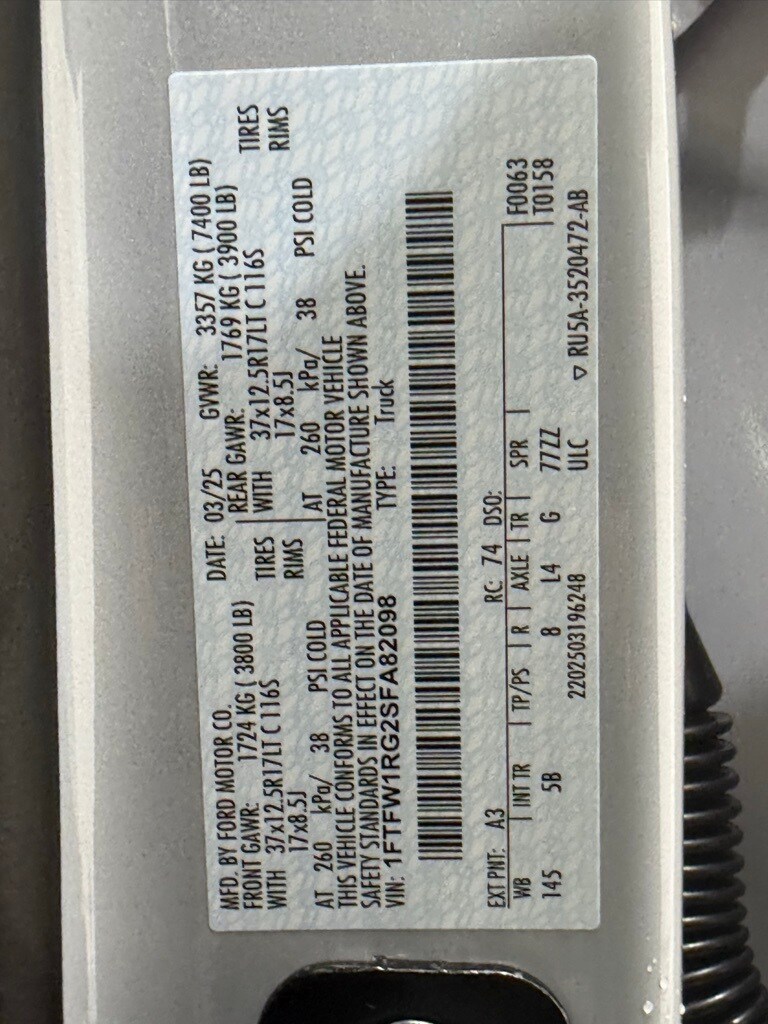 MFD. BY FORD MOTOR CO.
DATE: 03/25 GVWR: 3357 KG ( 7400 LB)
FRONT GAWR: 1724 KG ( 3800 LB) REAR GAWR: 1769 KG ( 3900 LB)
WITH 37x12.5R17LT C 116S TIRES WITH 37x12.5R17LT C 116S TIRES
17x8.5J RIMS 17x8.5J RIMS
AT 260 kPa/ 38 PSI COLD AT 260 kPa/ 38 PSI COLD
THIS VEHICLE CONFORMS TO ALL APPLICABLE FEDERAL MOTOR VEHICLE
SAFETY STANDARDS IN EFFECT ON THE DATE OF MANUFACTURE SHOWN ABOVE.
VIN: 1FTFW1RG2SFA82098 TYPE: Truck
EXT PNT: A3 RC: 74 DSO: F0063
WB INT TR TP/PS R AXLE TR SPR T0158
145 5B 8 L4 G 77ZZ
2202503196248 ULC ▽ RU5A-3520472-AB